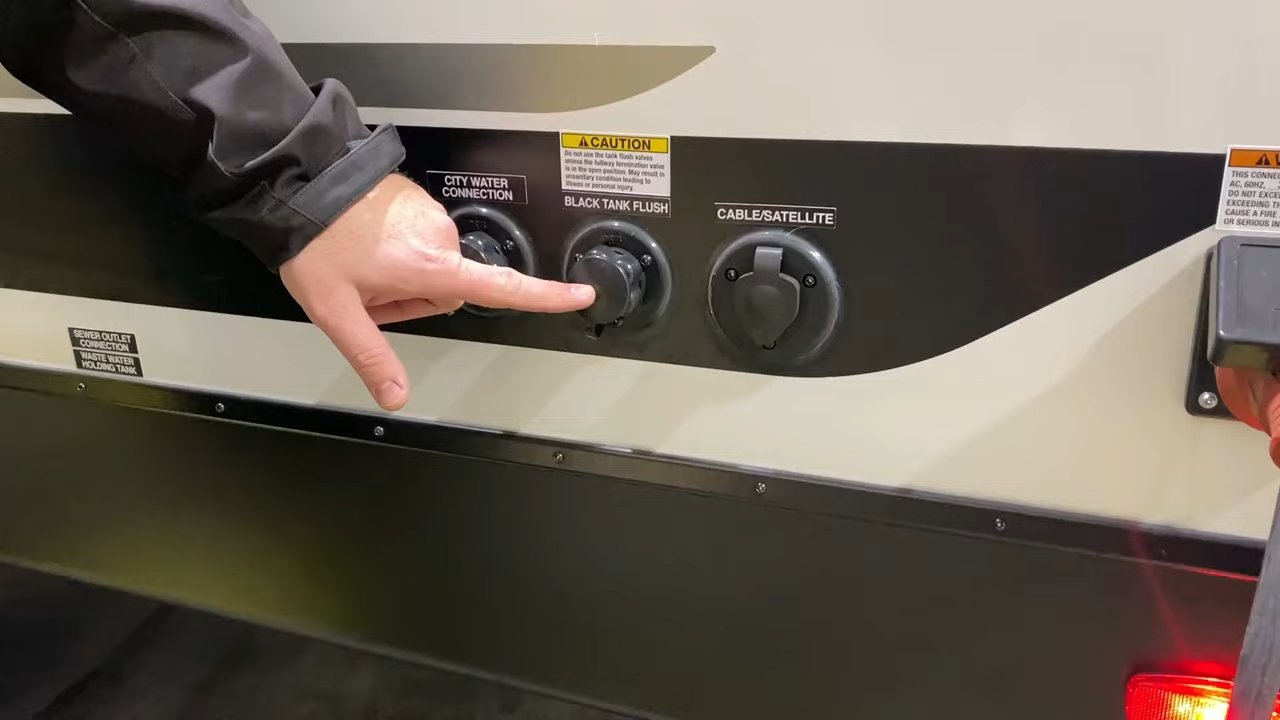 CITY WATER
CONNECTION
CAUTION
Do not use the tank flush valves
unless the fullway termination valve
is in the open position. May result in
unsanitary condition leading to
illness or personal injury.
BLACK TANK FLUSH
CABLE/SATELLITE
THIS CONNEC
AC, 60HZ,
DO NOT EXCE
EXCEEDING TH
CAUSE A FIRE
OR SERIOUS IN
SEWER OUTLET
CONNECTION
WASTE WATER
HOLDING TANK